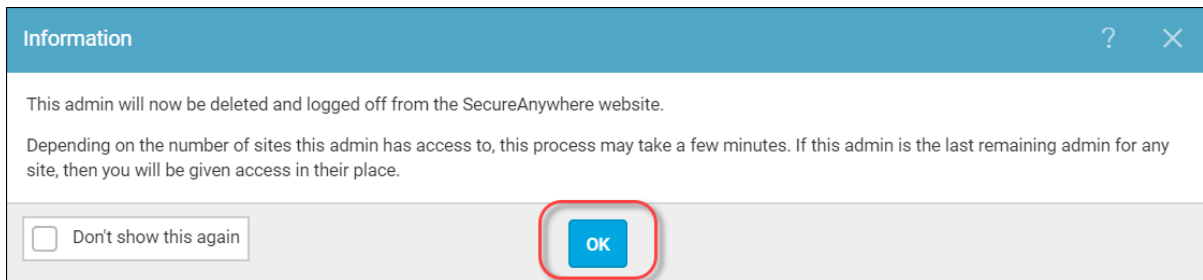 Information
?
This admin will now be deleted and logged off from the SecureAnywhere website.
Depending on the number of sites this admin has access to, this process may take a few minutes. If this admin is the last remaining admin for any
site, then you will be given access in their place.
Don't show this again
OK